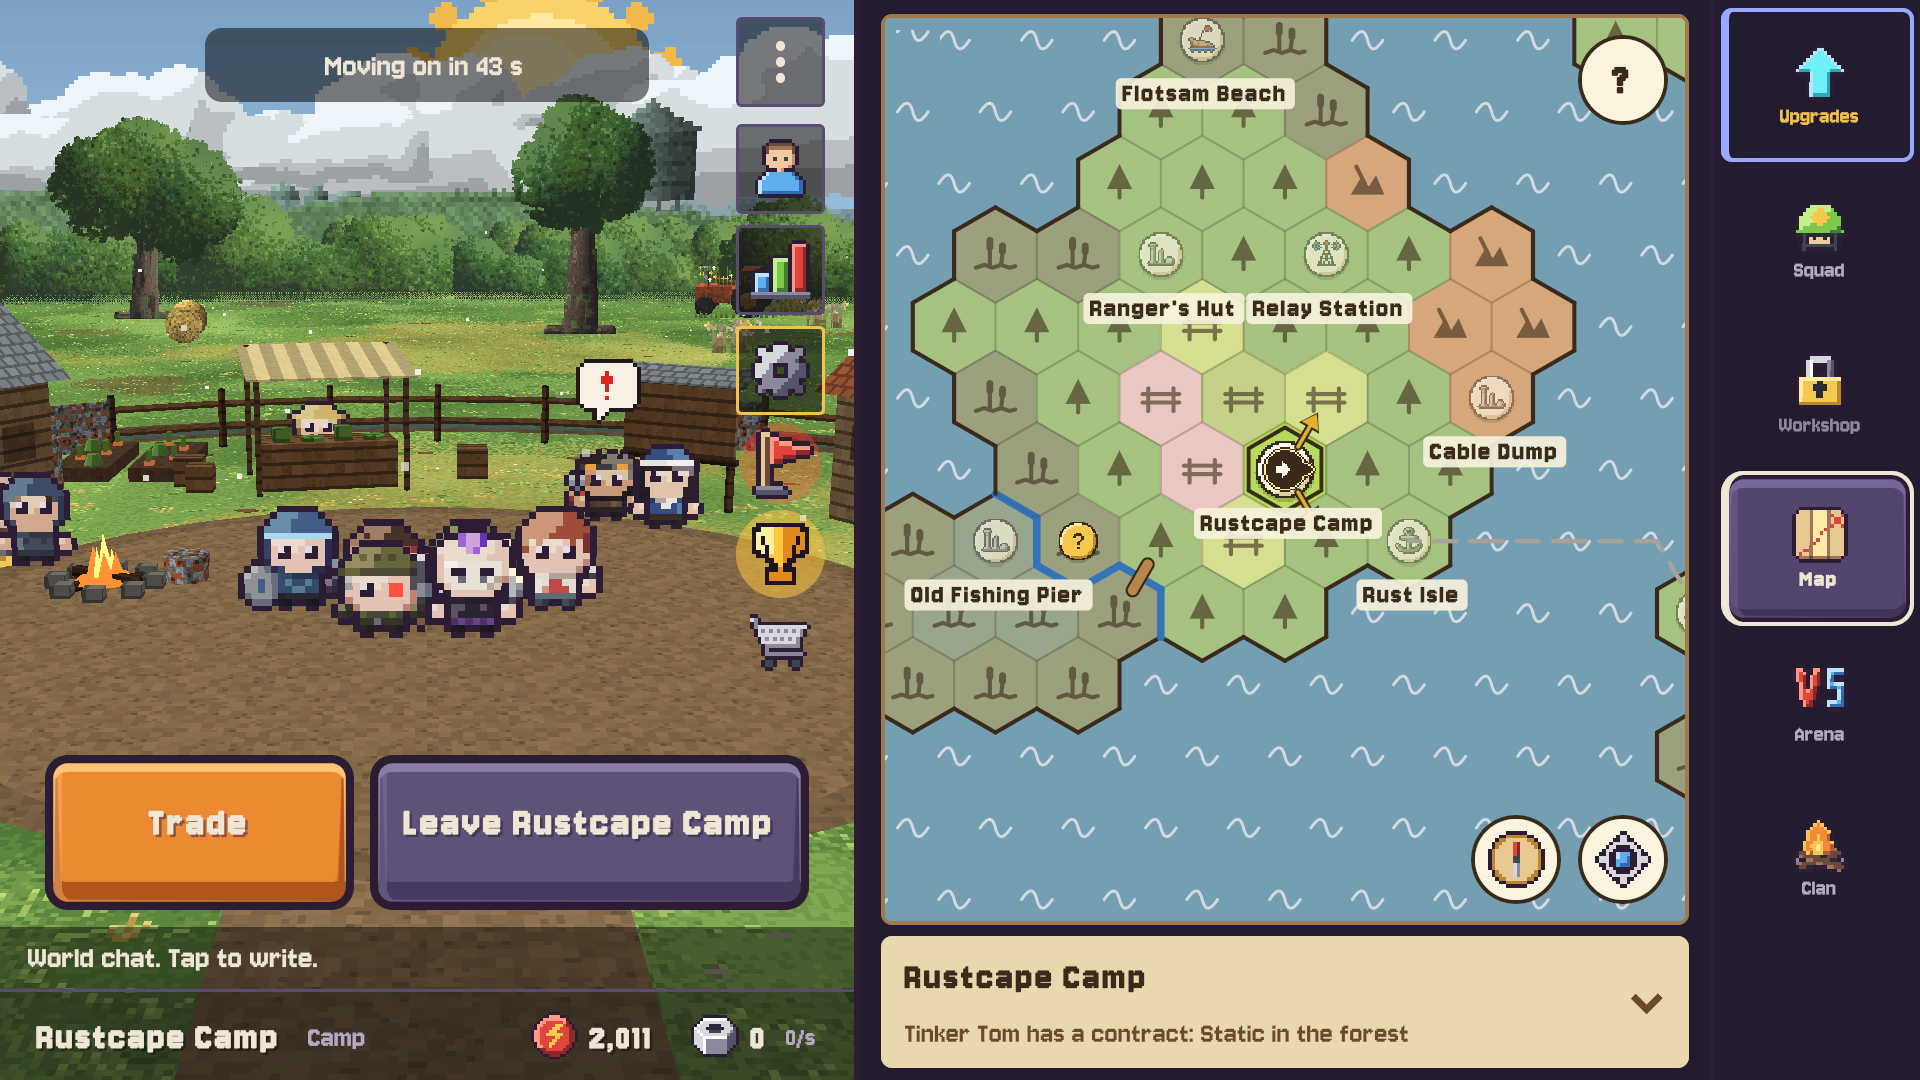 Moving on in 43 s
Trade
Leave Rustcape Camp
World chat. Tap to write.
Rustcape Camp
Camp
2,011
0
0/s
Flotsam Beach
?
Ranger's Hut
Relay Station
Cable Dump
Rustcape Camp
?
Old Fishing Pier
Rust Isle
Rustcape Camp
Tinker Tom has a contract: Static in the forest
Upgrades
Squad
Workshop
Map
VS
Arena
Clan